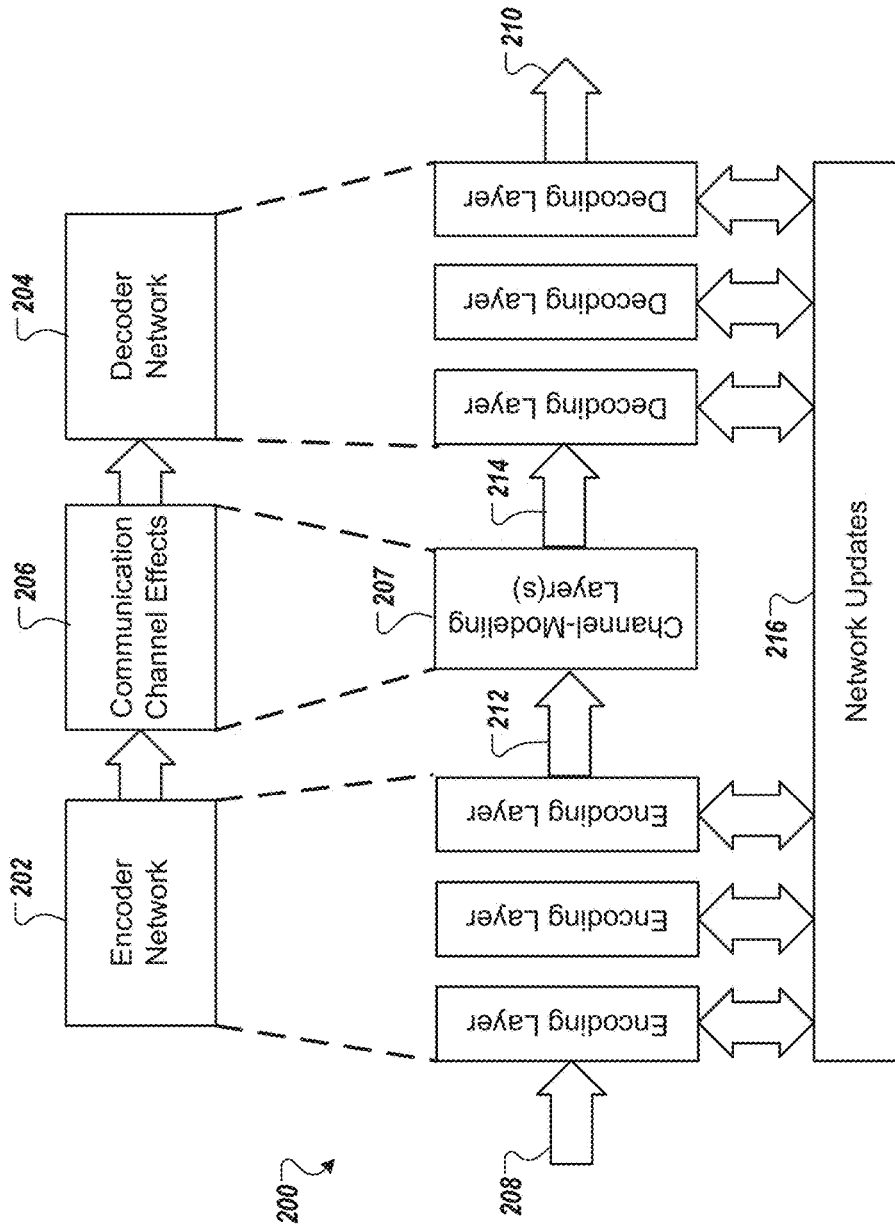 200
202
Encoder
Network
206
Communication
Channel Effects
204
Decoder
Network
208
Encoding Layer
Encoding Layer
Encoding Layer
212
207
Channel-Modeling
Layer(s)
214
Decoding Layer
Decoding Layer
Decoding Layer
210
216
Network Updates